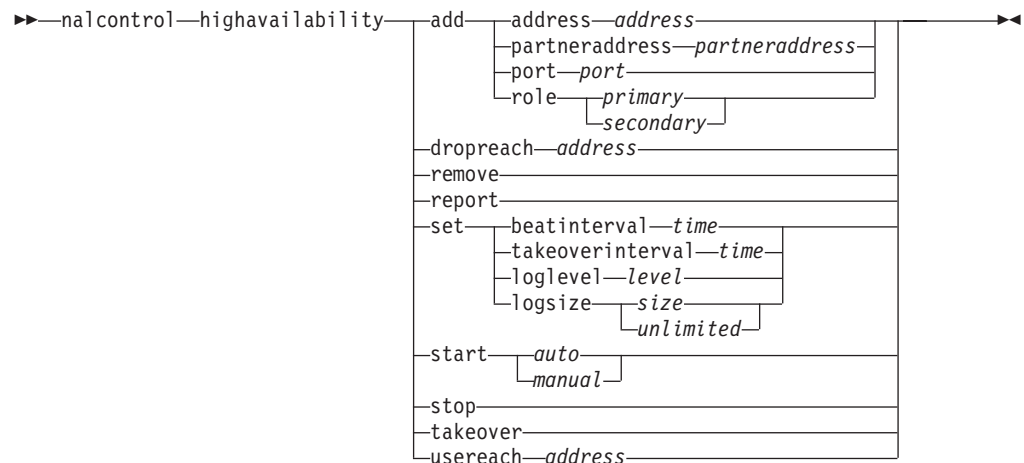 nalcontrol highavailability add address address
partneraddress partneraddress
port port
role primary
secondary
dropreach address
remove
report
set beatinterval time
takeoverinterval time
loglevel level
logsize size
unlimited
start auto
manual
stop
takeover
usereach address